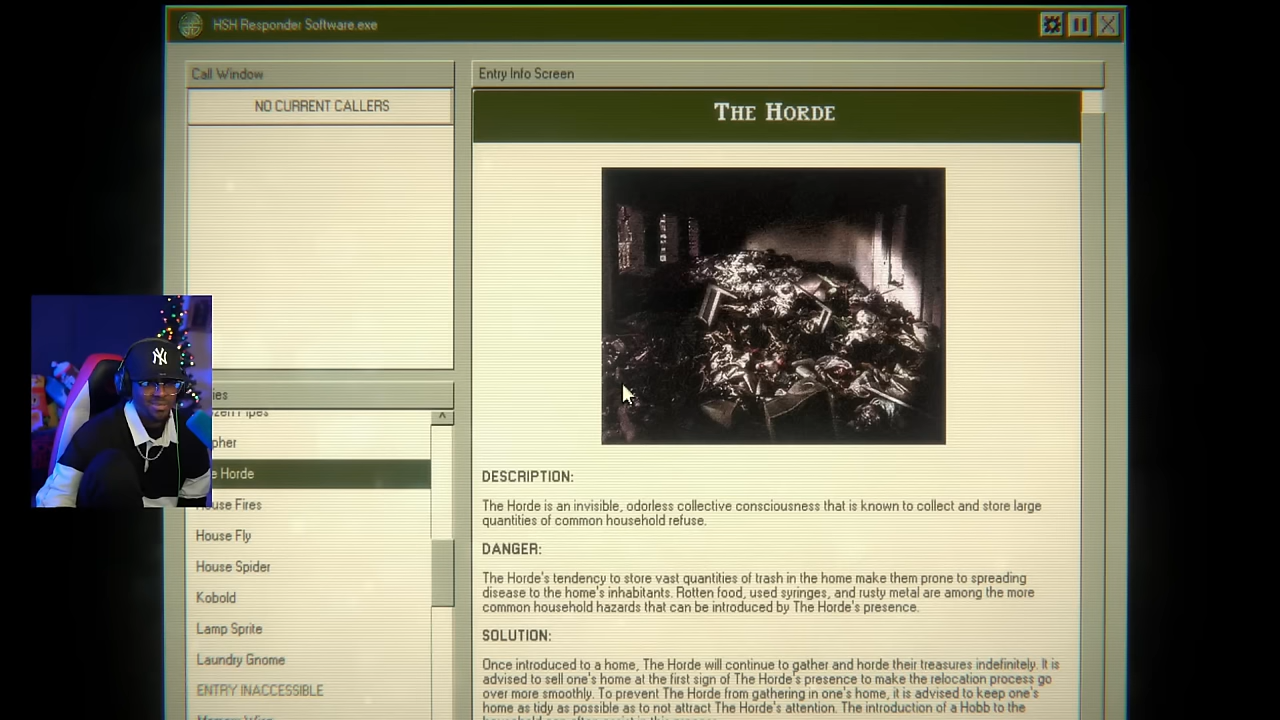 HSH Responder Software.exe
Call Window
NO CURRENT CALLERS
Entry Info Screen
THE HORDE
DESCRIPTION:
The Horde is an invisible, odorless collective consciousness that is known to collect and store large
quantities of common household refuse.
DANGER:
The Horde's tendency to store vast quantities of trash in the home make them prone to spreading
disease to the home's inhabitants. Rotten food, used syringes, and rusty metal are among the more
common household hazards that can be introduced by The Horde's presence.
SOLUTION:
Once introduced to a home, The Horde will continue to gather and horde their treasures indefinitely. It is
advised to sell one's home at the first sign of The Horde's presence to make the relocation process go
over more smoothly. To prevent The Horde from gathering in one's home, it is advised to keep one's
home as tidy as possible as to not attract The Horde's attention. The introduction of a Hobb to the
ies
ozen Pipes
pher
e Horde
ouse Fires
House Fly
House Spider
Kobold
Lamp Sprite
Laundry Gnome
ENTRY INACCESSIBLE
NY